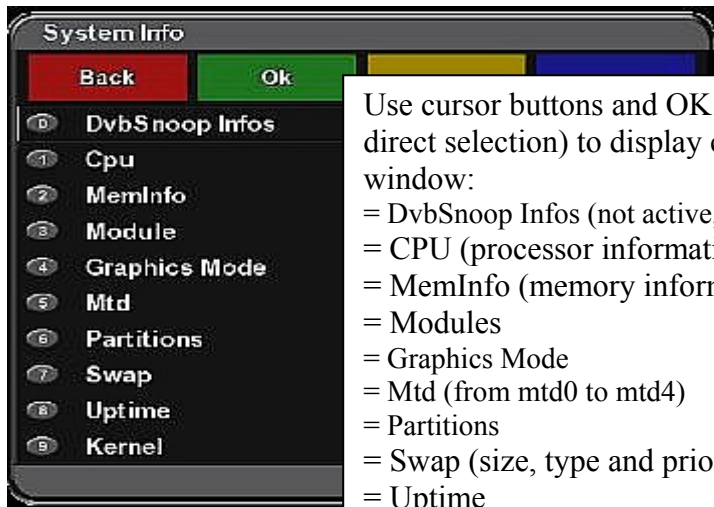 System Info
Back
Ok
0 DvbSnoop Infos
1 Cpu
2 MemInfo
3 Module
4 Graphics Mode
5 Mtd
6 Partitions
7 Swap
8 Uptime
9 Kernel
Use cursor buttons and OK
direct selection) to display
window:
= DvbSnoop Infos (not active,
= CPU (processor informati
= MemInfo (memory infor
= Modules
= Graphics Mode
= Mtd (from mtd0 to mtd4)
= Partitions
= Swap (size, type and prio
= Uptime